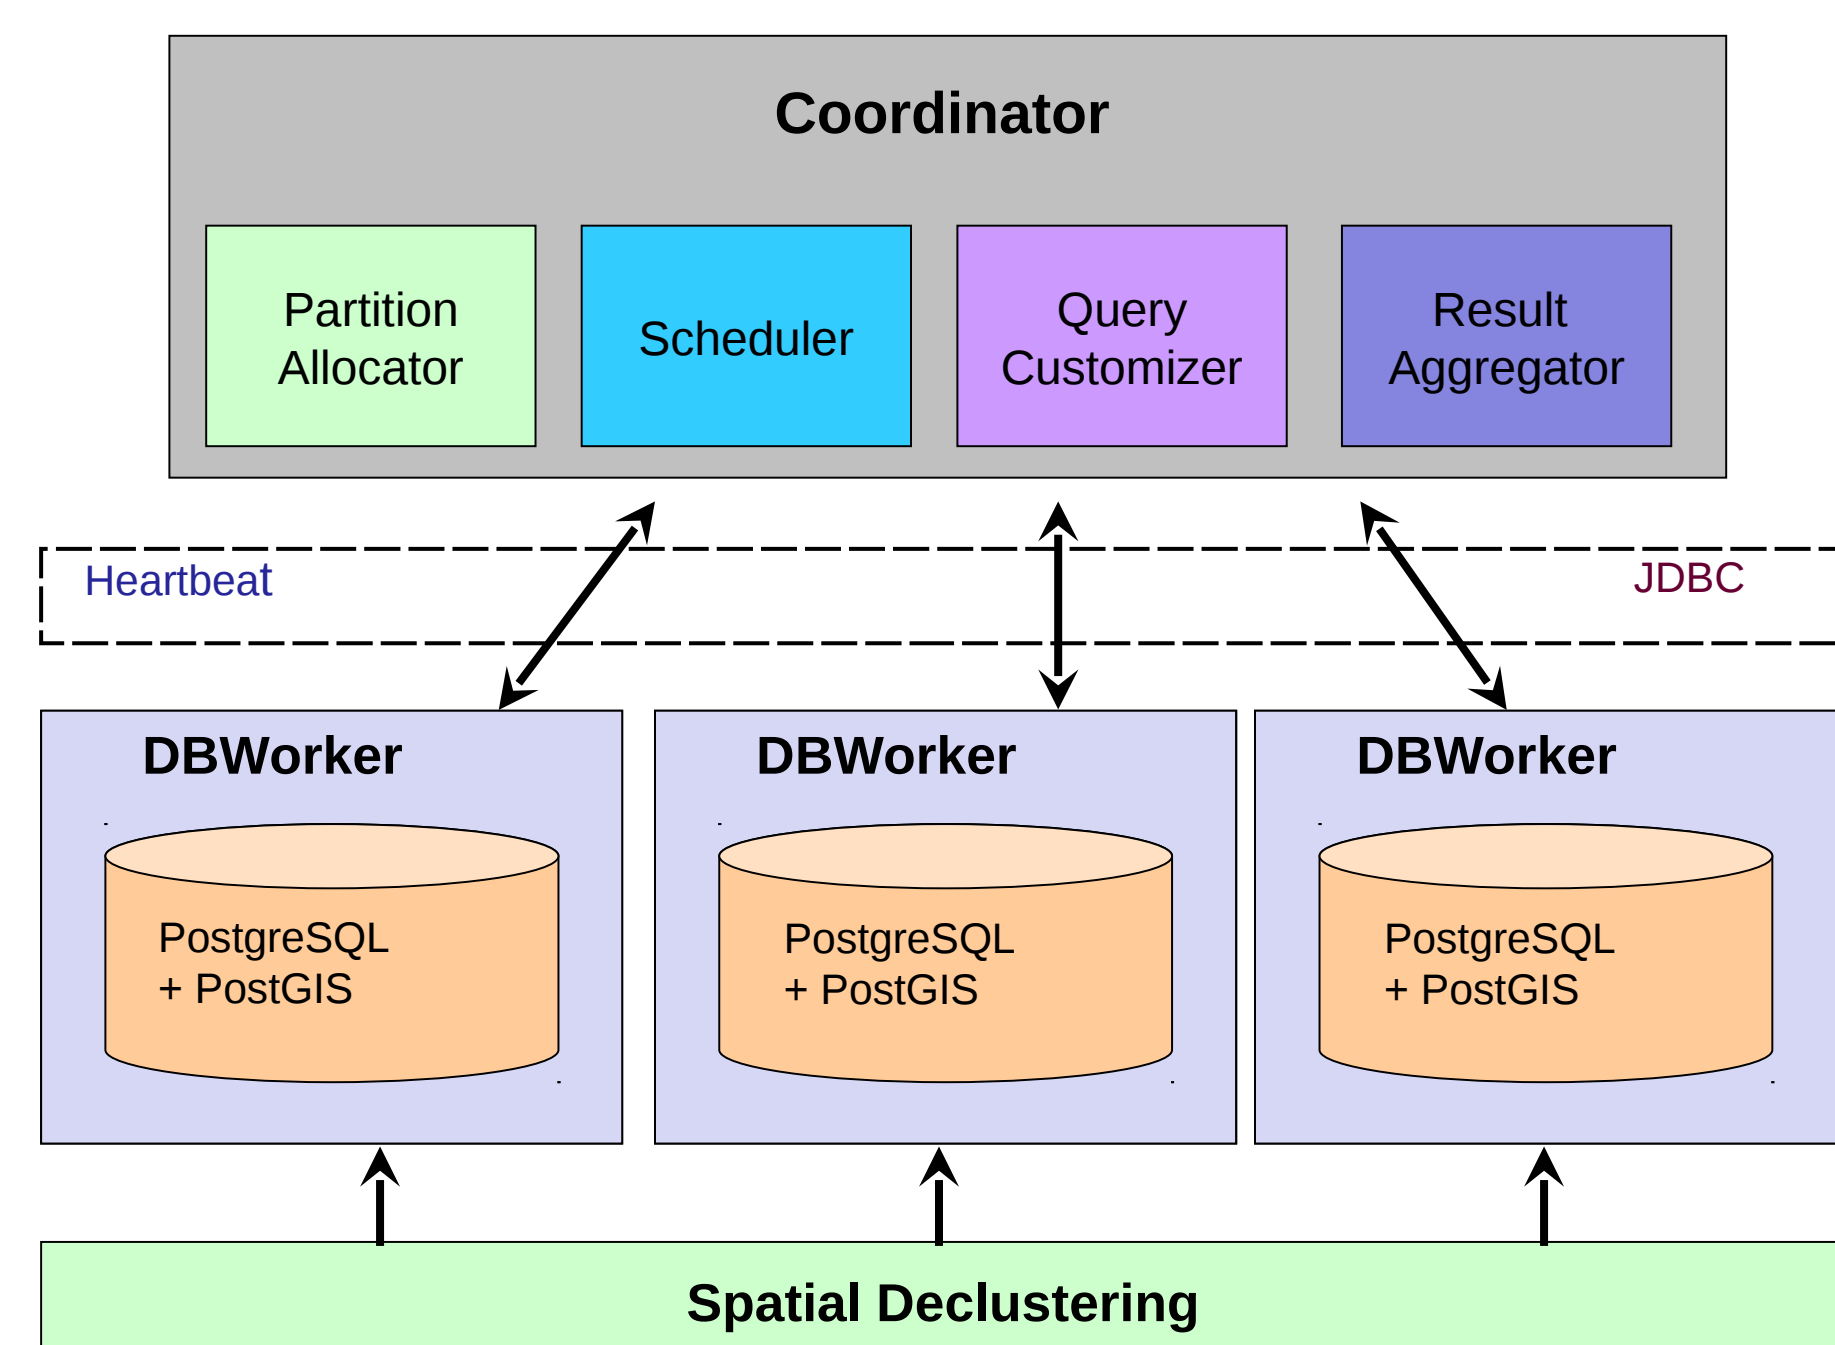 Coordinator
Partition
Allocator
Scheduler
Query
Customizer
Result
Aggregator
Heartbeat
JDBC
DBWorker
PostgreSQL
+ PostGIS
DBWorker
PostgreSQL
+ PostGIS
DBWorker
PostgreSQL
+ PostGIS
Spatial Declustering